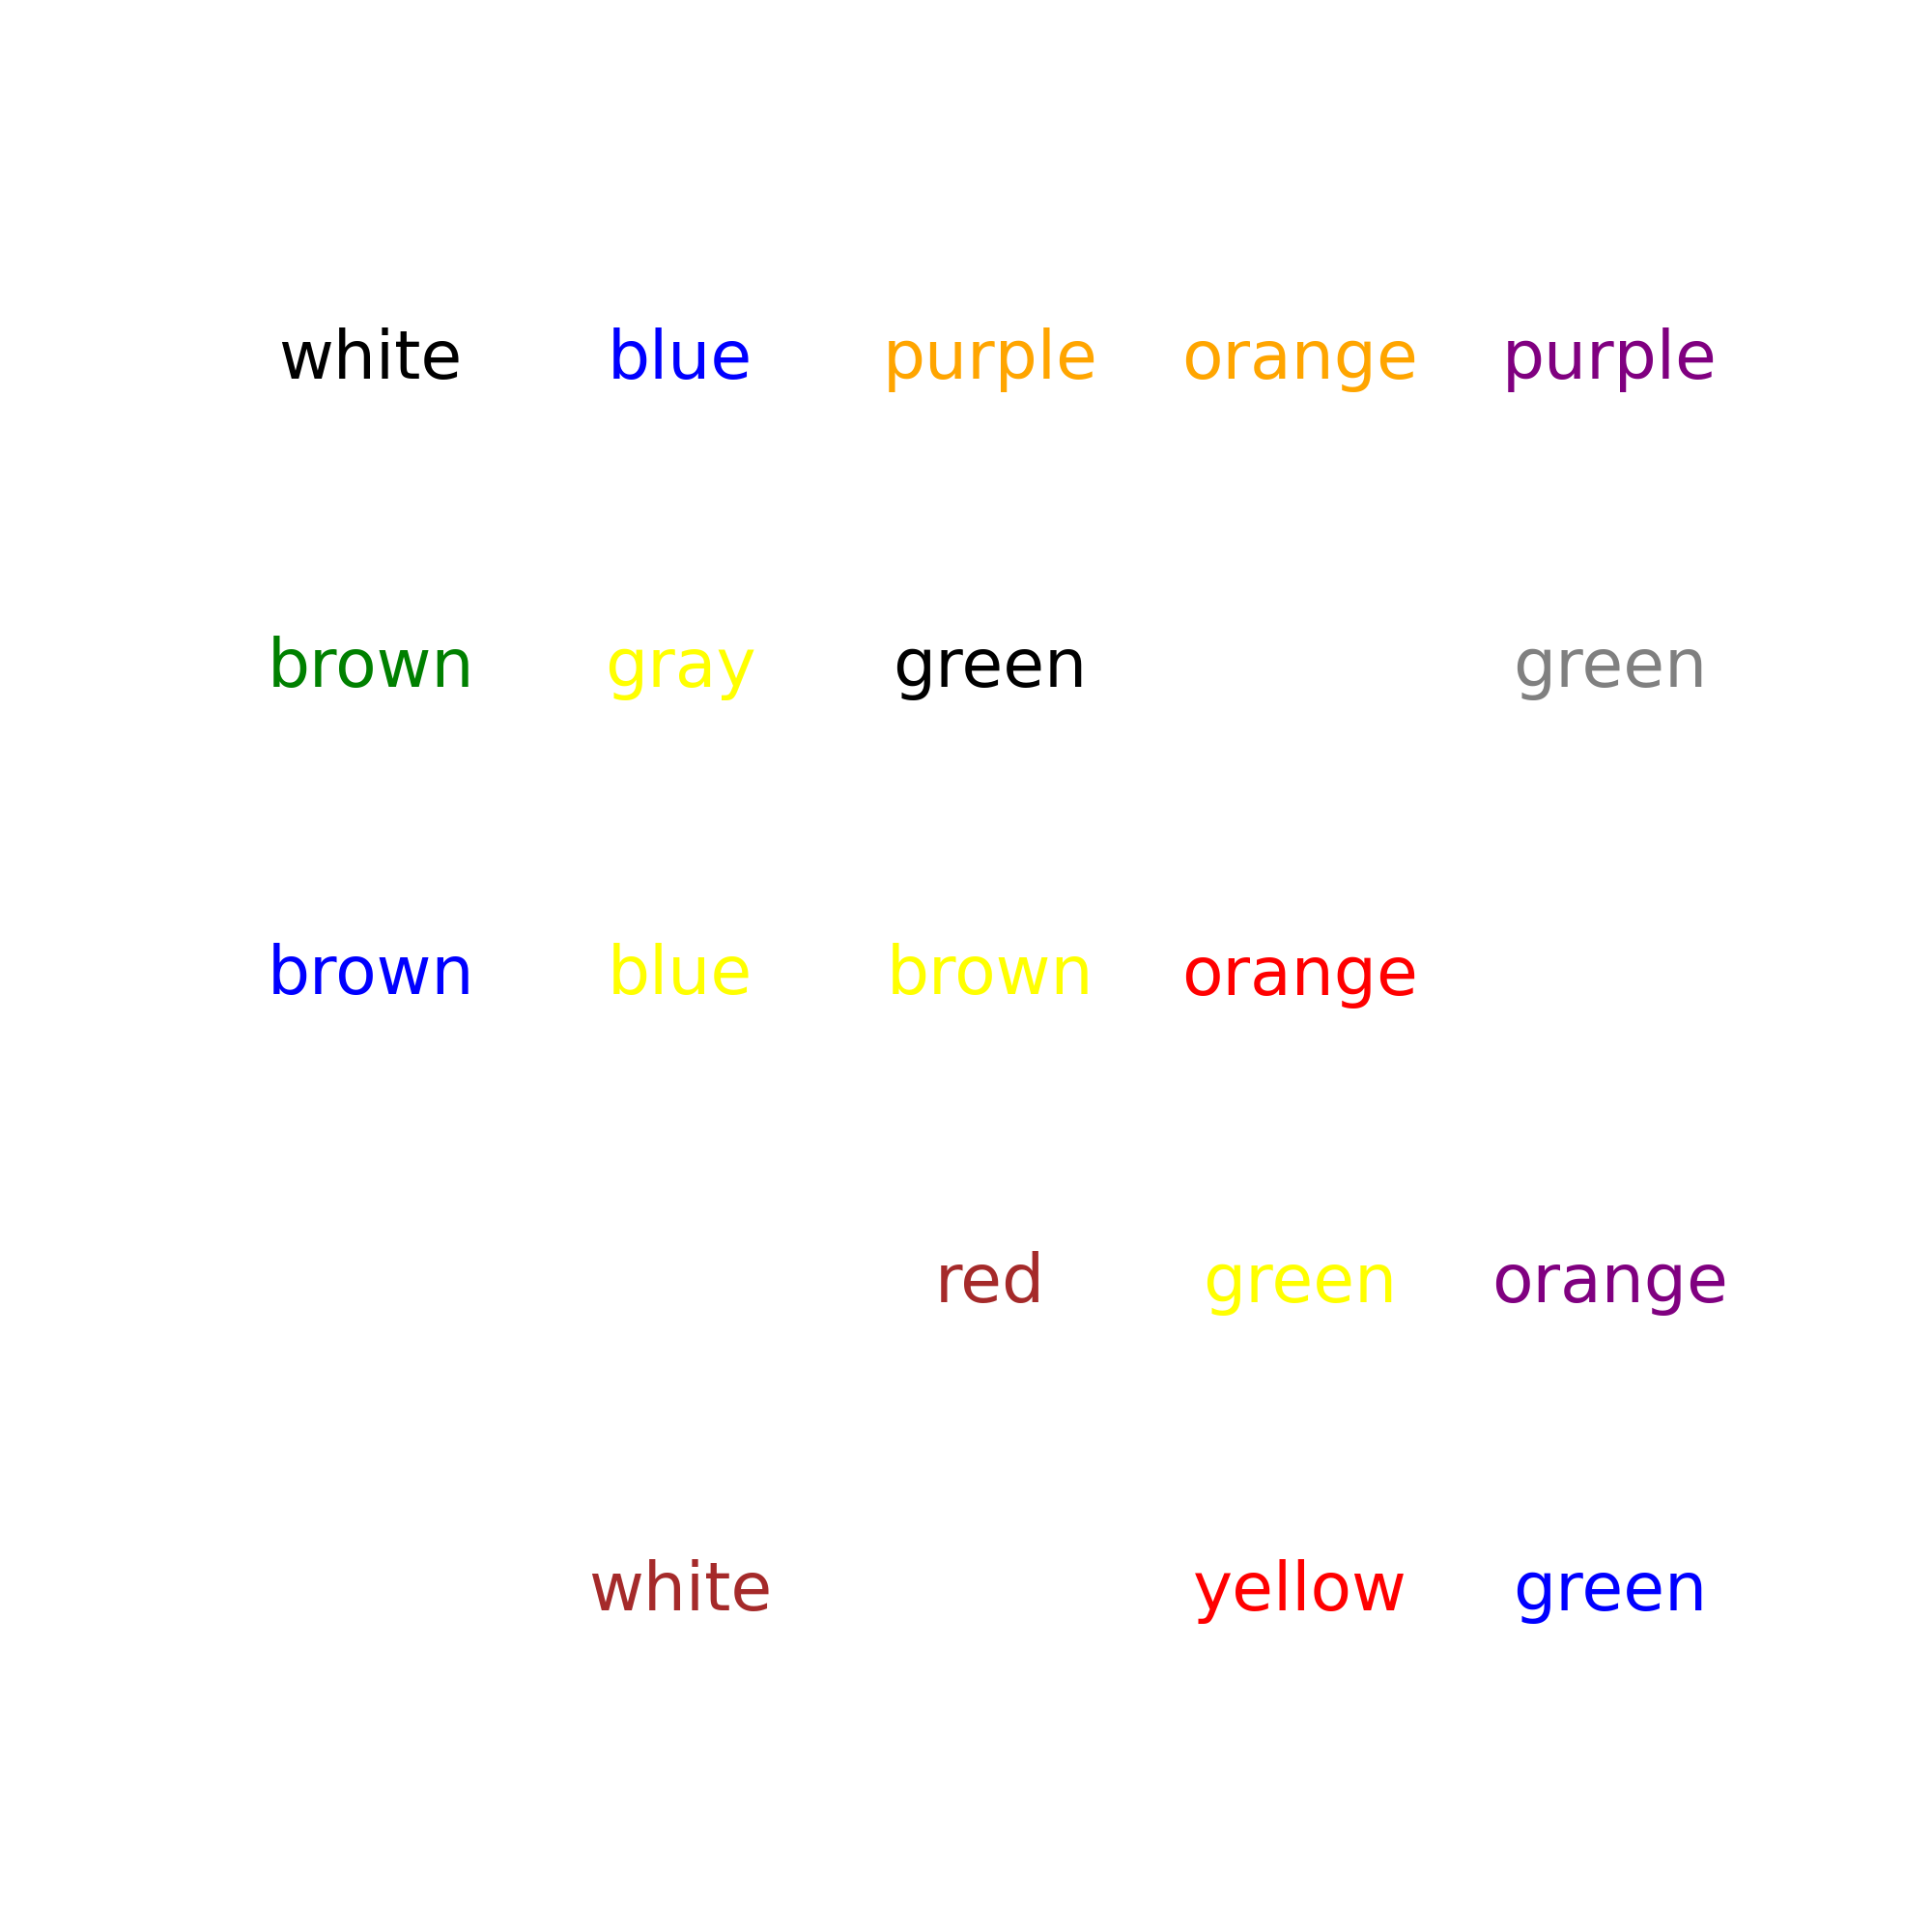 white blue purple orange purple
brown gray green green
brown blue brown orange
red green orange
white yellow green